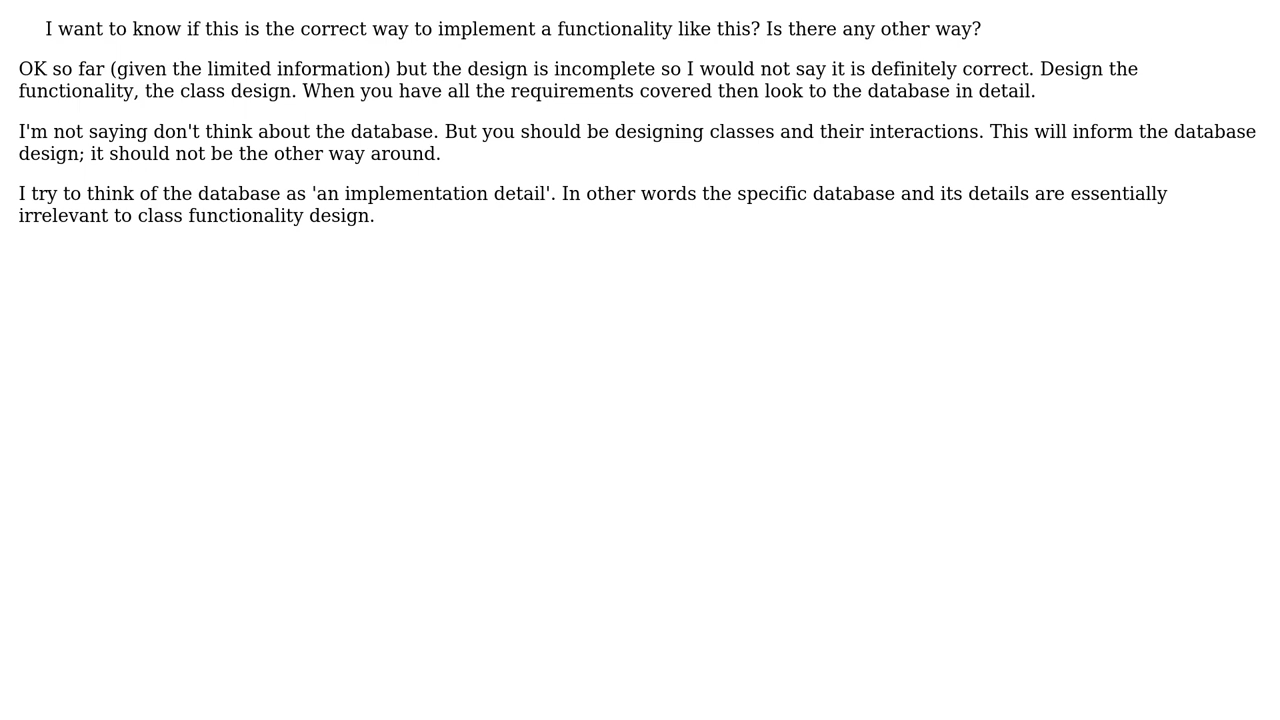 I want to know if this is the correct way to implement a functionality like this? Is there any other way?
OK so far (given the limited information) but the design is incomplete so I would not say it is definitely correct. Design the
functionality, the class design. When you have all the requirements covered then look to the database in detail.
I'm not saying don't think about the database. But you should be designing classes and their interactions. This will inform the database
design; it should not be the other way around.
I try to think of the database as 'an implementation detail'. In other words the specific database and its details are essentially
irrelevant to class functionality design.